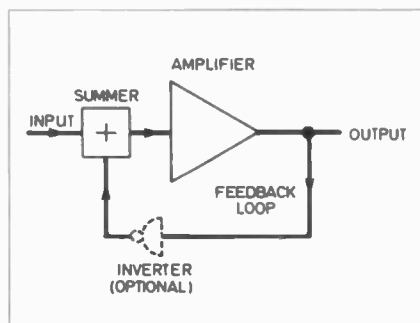 AMPLIFIER
SUMMER
INPUT
+
OUTPUT
FEEDBACK
LOOP
INVERTER
(OPTIONAL)